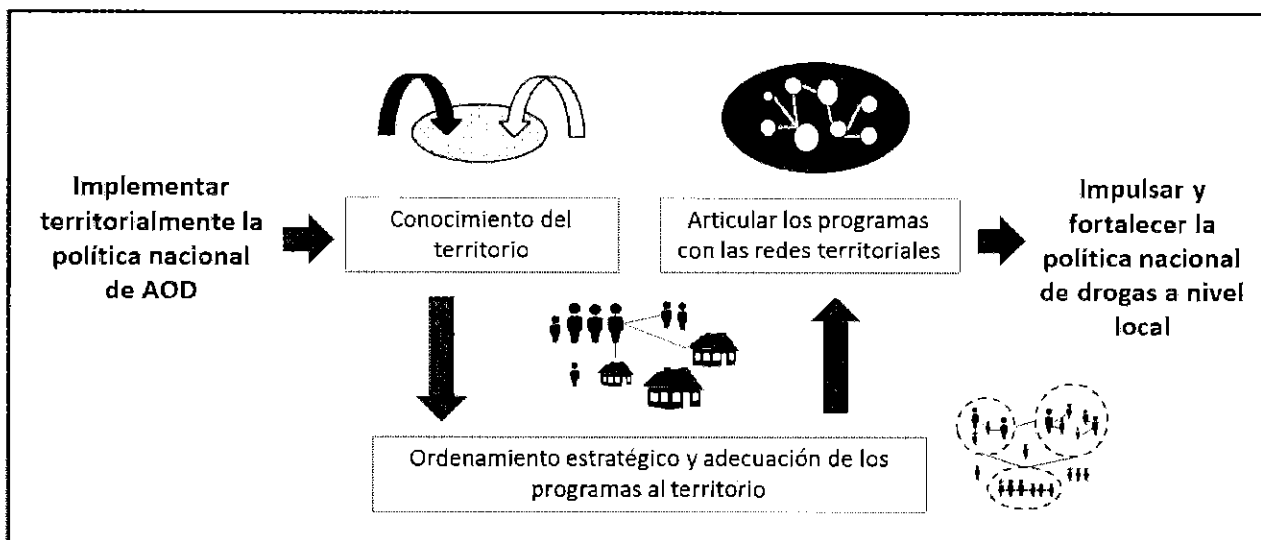 Implementar
territorialmente la
política nacional
de AOD
Conocimiento del
territorio
Articular los programas
con las redes territoriales
Impulsar y
fortalecer la
política nacional
de drogas a nivel
local
Ordenamiento estratégico y adecuación de los
programas al territorio